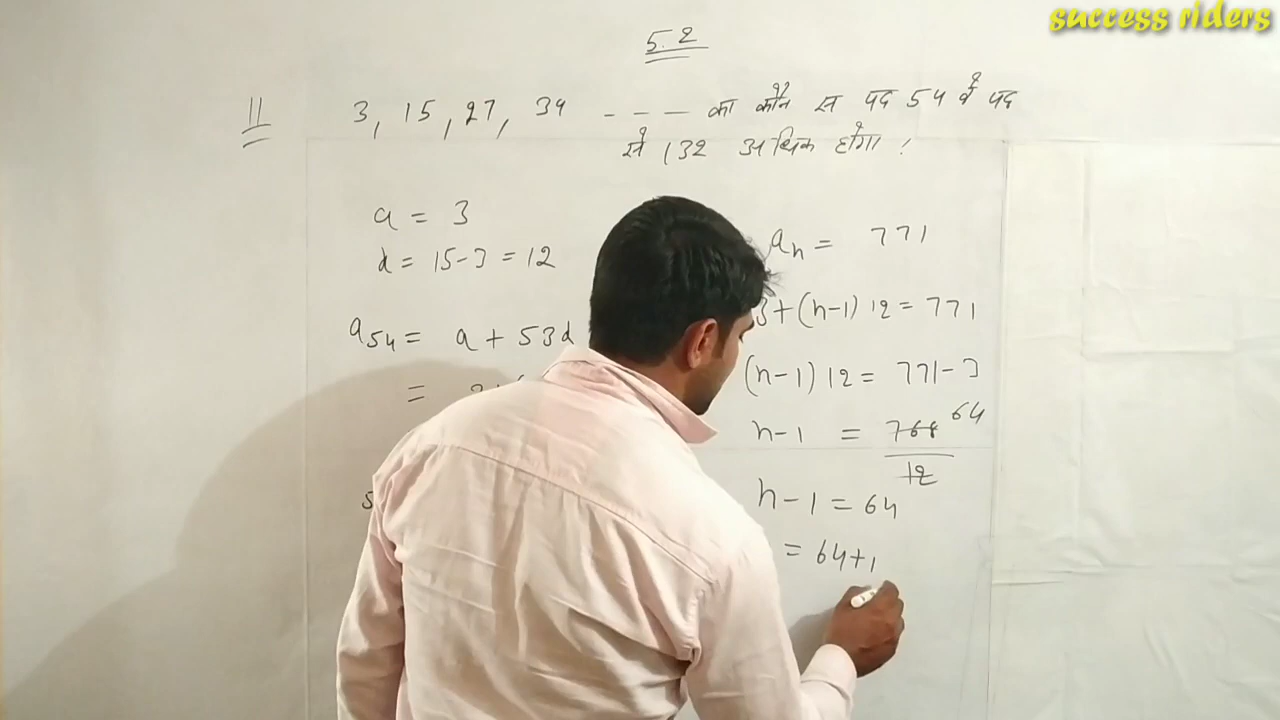 success riders
5.2
11 3, 15, 27, 34 - - - का कौन स पद 54 वें पद
से 132 अधिक होगा ?
a = 3
d = 15-3 = 12
a54 = a + 53d
=
an = 771
3+(n-1) 12 = 771
(n-1) 12 = 771-3
n-1 = 768 64
12
n-1 = 64
= 64+1